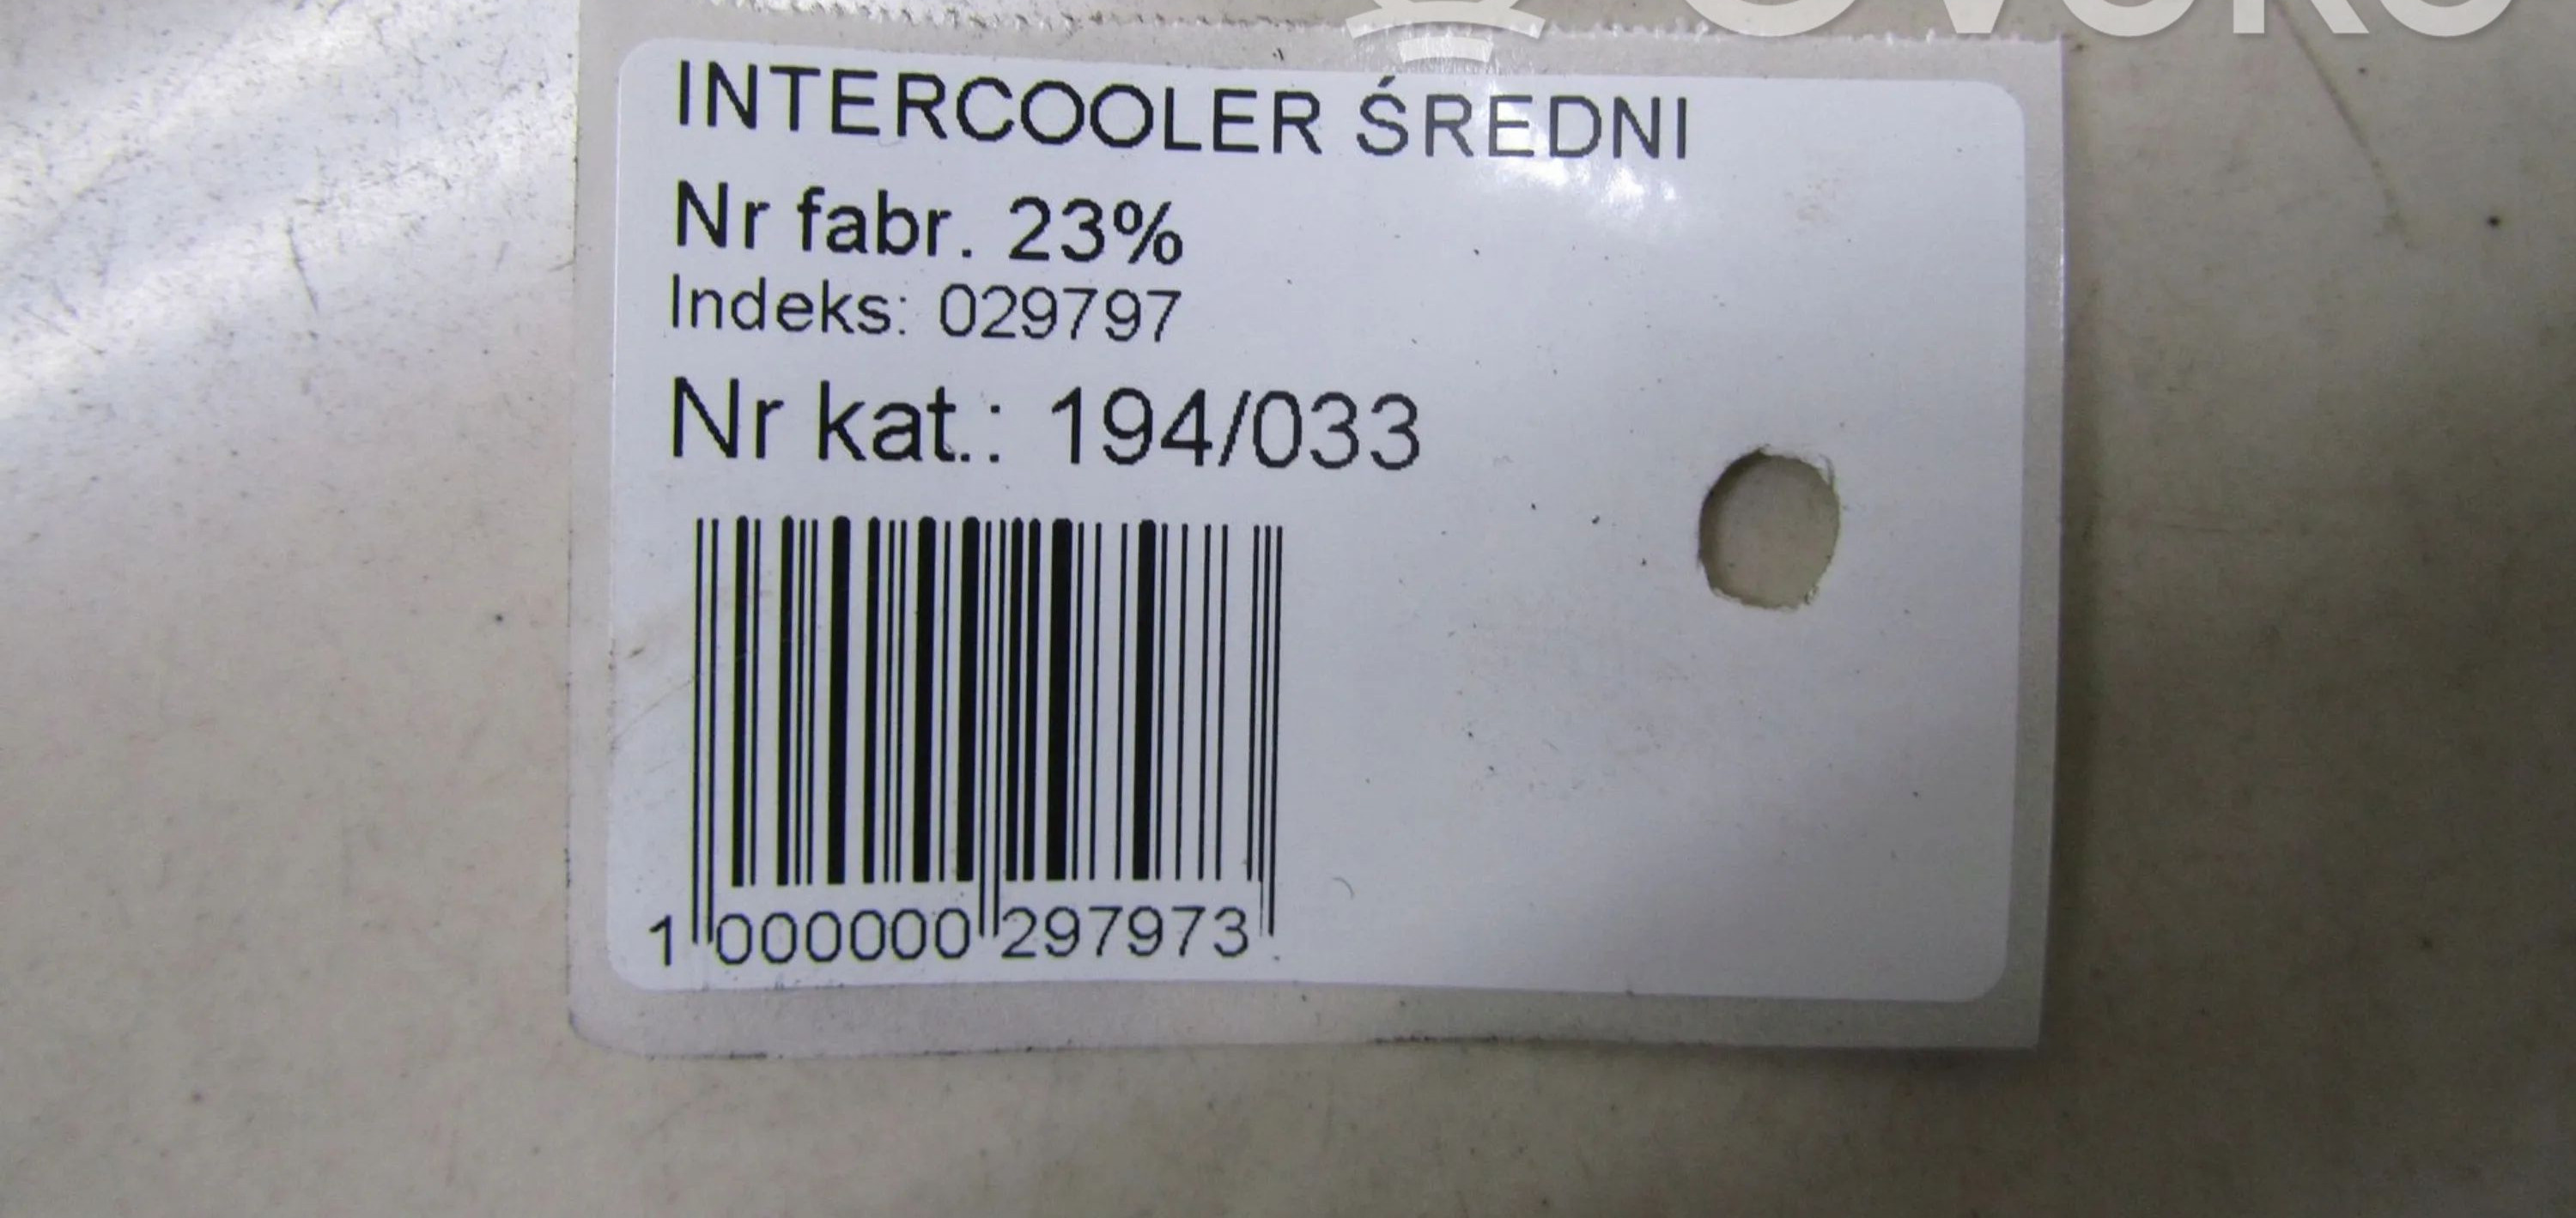 INTERCOOLER ŚREDNI
Nr fabr. 23%
Indeks: 029797
Nr kat.: 194/033
1 000000 297973